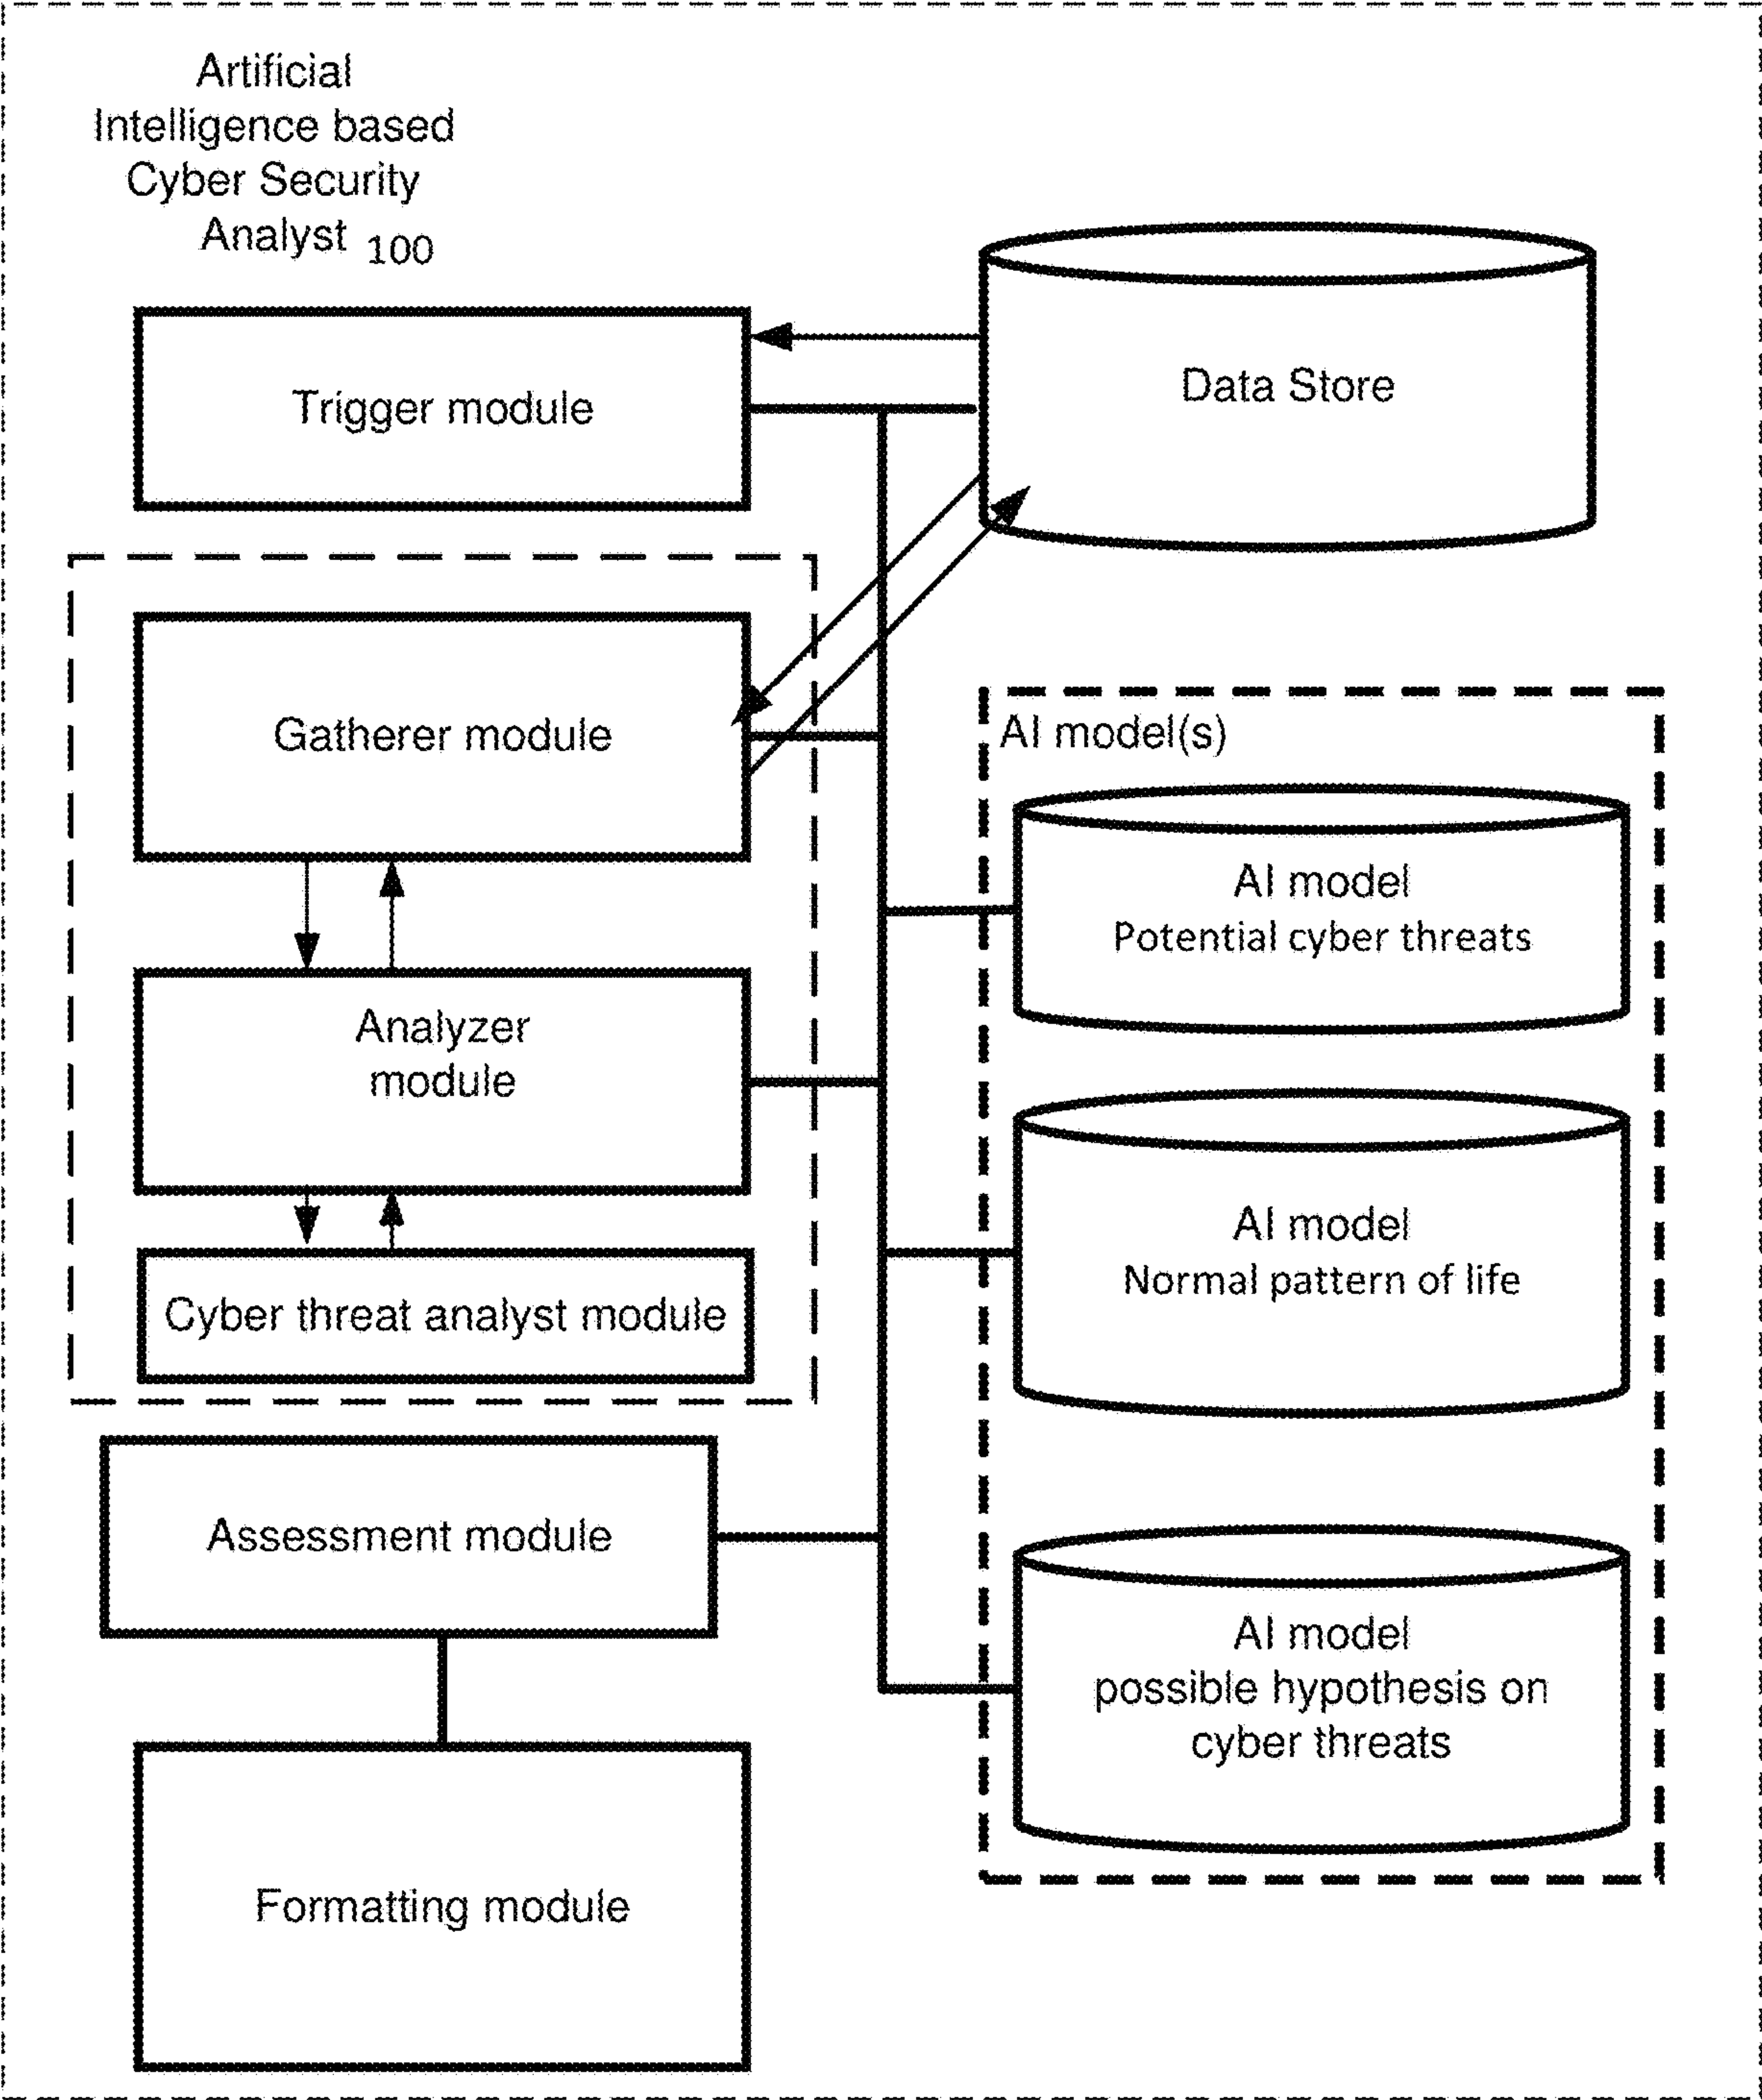 Artificial
Intelligence based
Cyber Security
Analyst 100
Trigger module
Data Store
Gatherer module
AI model(s)
AI model
Potential cyber threats
Analyzer
module
AI model
Normal pattern of life
Cyber threat analyst module
Assessment module
AI model
possible hypothesis on
cyber threats
Formatting module